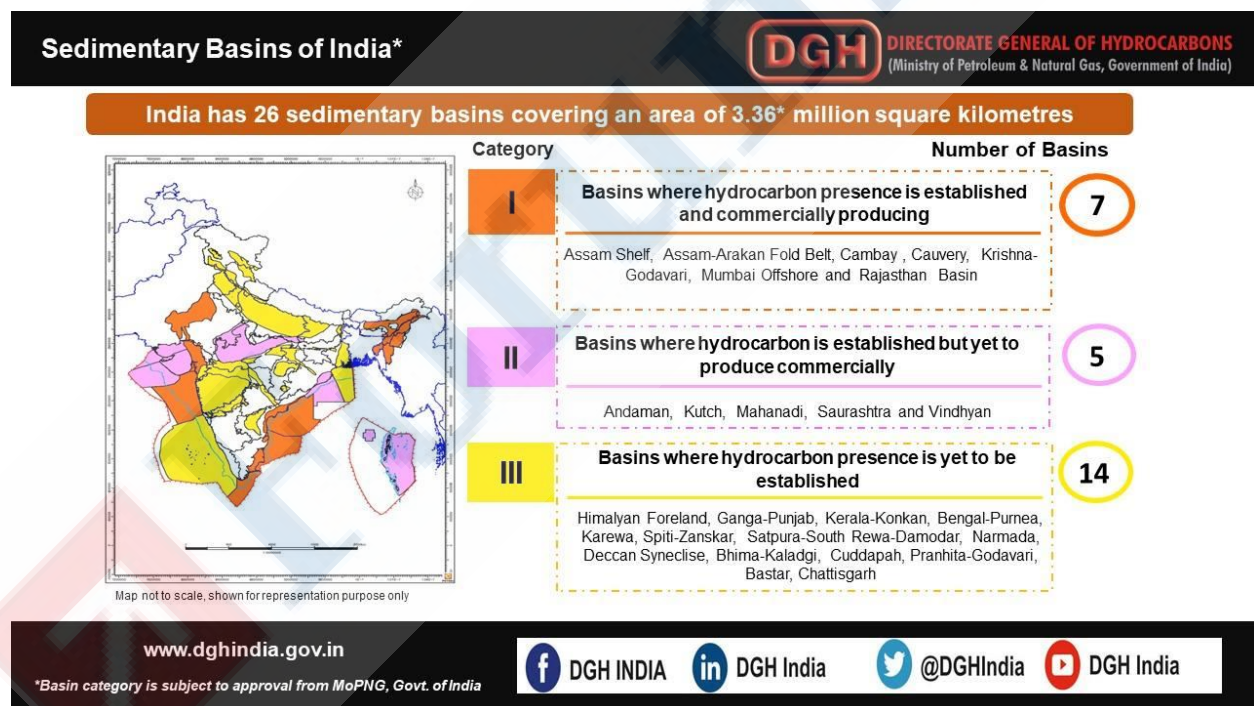 Sedimentary Basins of India*
DGH
DIRECTORATE GENERAL OF HYDROCARBONS
(Ministry of Petroleum & Natural Gas, Government of India)
India has 26 sedimentary basins covering an area of 3.36* million square kilometres
Category
Number of Basins
I
Basins where hydrocarbon presence is established
and commercially producing
7
Assam Shelf, Assam-Arakan Fold Belt, Cambay , Cauvery, Krishna-
Godavari, Mumbai Offshore and Rajasthan Basin
II
Basins where hydrocarbon is established but yet to
produce commercially
5
Andaman, Kutch, Mahanadi, Saurashtra and Vindhyan
III
Basins where hydrocarbon presence is yet to be
established
14
Himalyan Foreland, Ganga-Punjab, Kerala-Konkan, Bengal-Purnea,
Karewa, Spiti-Zanskar, Satpura-South Rewa-Damodar, Narmada,
Deccan Syneclise, Bhima-Kaladgi, Cuddapah, Pranhita-Godavari,
Bastar, Chattisgarh
Map not to scale, shown for representation purpose only
www.dghindia.gov.in
*Basin category is subject to approval from MoPNG, Govt. of India
f DGH INDIA
in DGH India
@DGHIndia
DGH India